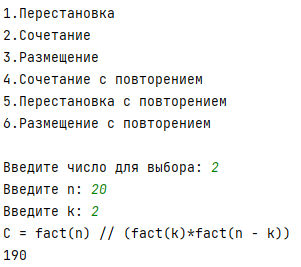 1.Перестановка
2.Сочетание
3.Размещение
4.Сочетание с повторением
5.Перестановка с повторением
6.Размещение с повторением
Введите число для выбора: 2
Введите n: 20
Введите k: 2
C = fact(n) // (fact(k)*fact(n - k))
190